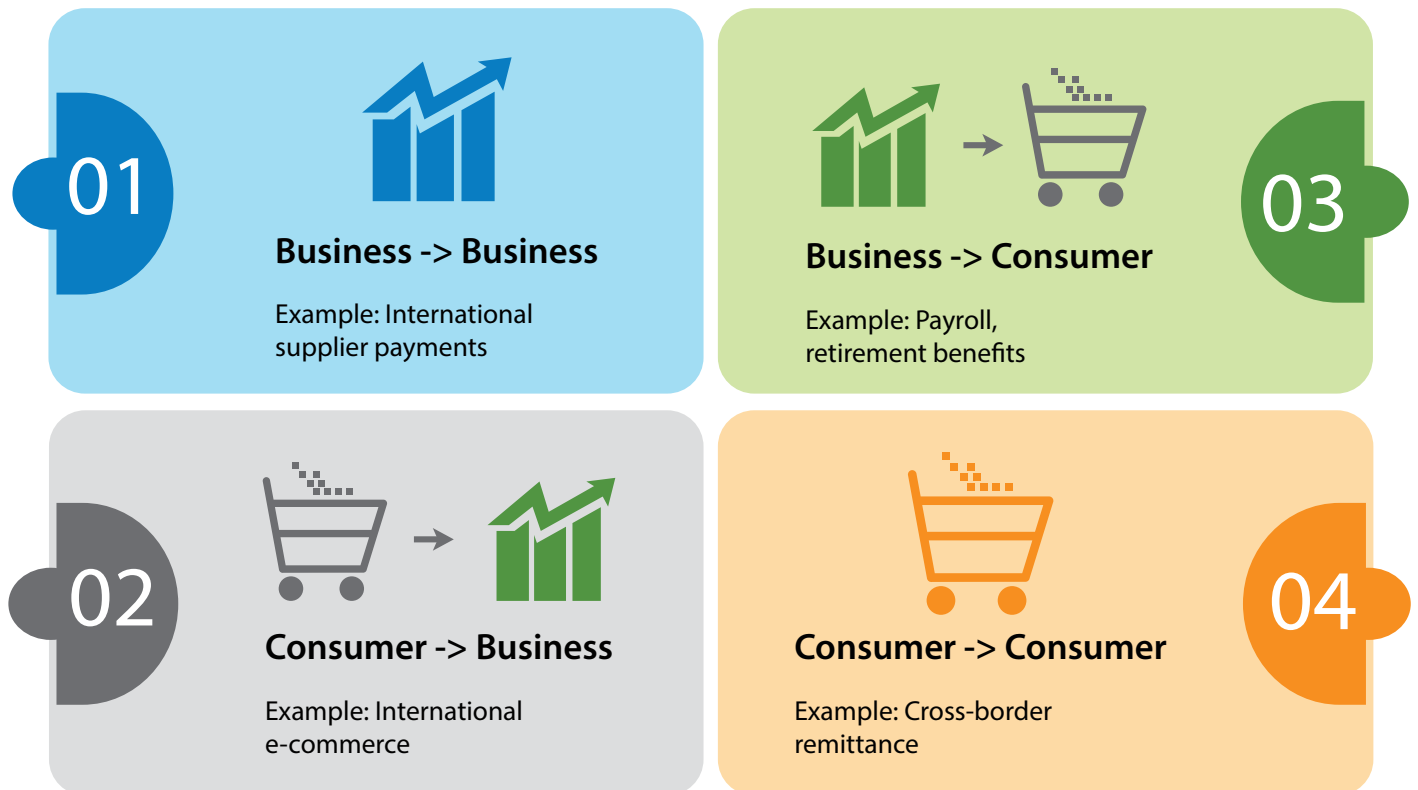 01
Business -> Business
Example: International
supplier payments
02
Consumer -> Business
Example: International
e-commerce
03
Business -> Consumer
Example: Payroll,
retirement benefits
04
Consumer -> Consumer
Example: Cross-border
remittance